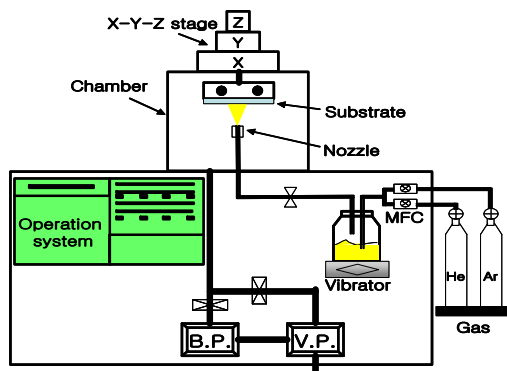 Z
X-Y-Z stage
Y
X
Chamber
Substrate
Nozzle
Operation
system
MFC
He
Ar
Vibrator
Gas
B.P.
V.P.